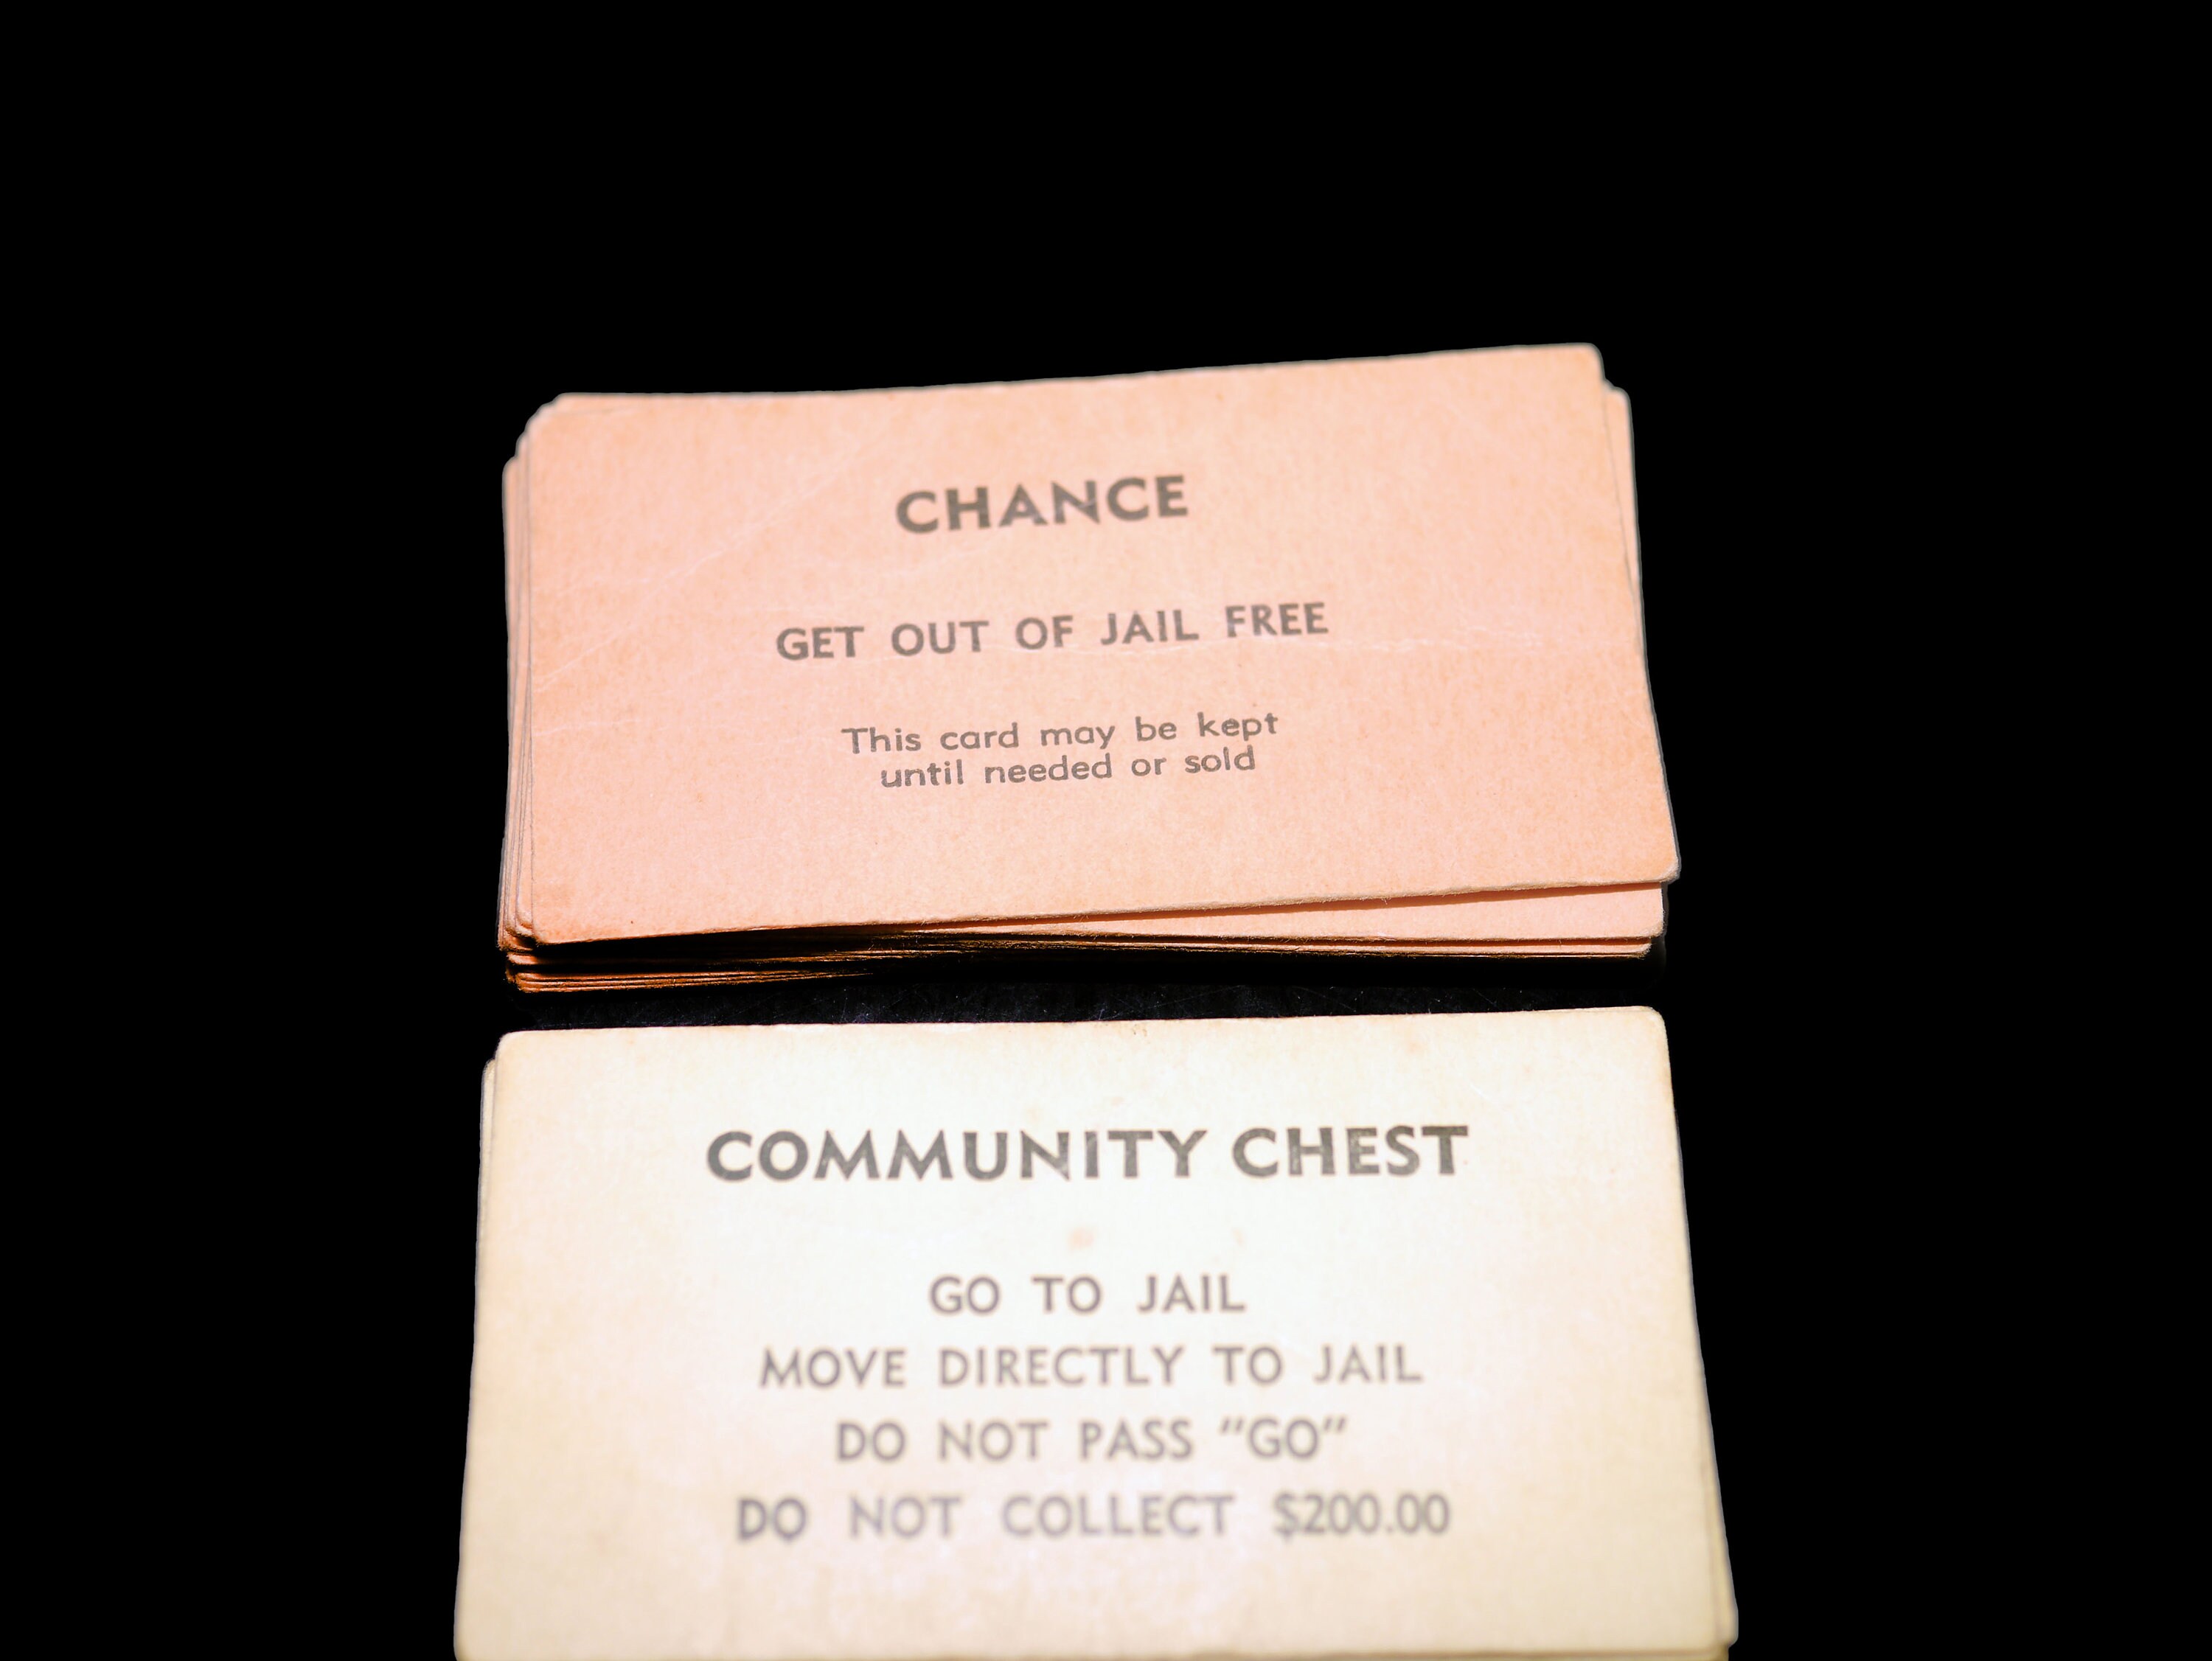 CHANCE
GET OUT OF JAIL FREE
This card may be kept
until needed or sold
COMMUNITY CHEST
GO TO JAIL
MOVE DIRECTLY TO JAIL
DO NOT PASS "GO"
DO NOT COLLECT $200.00